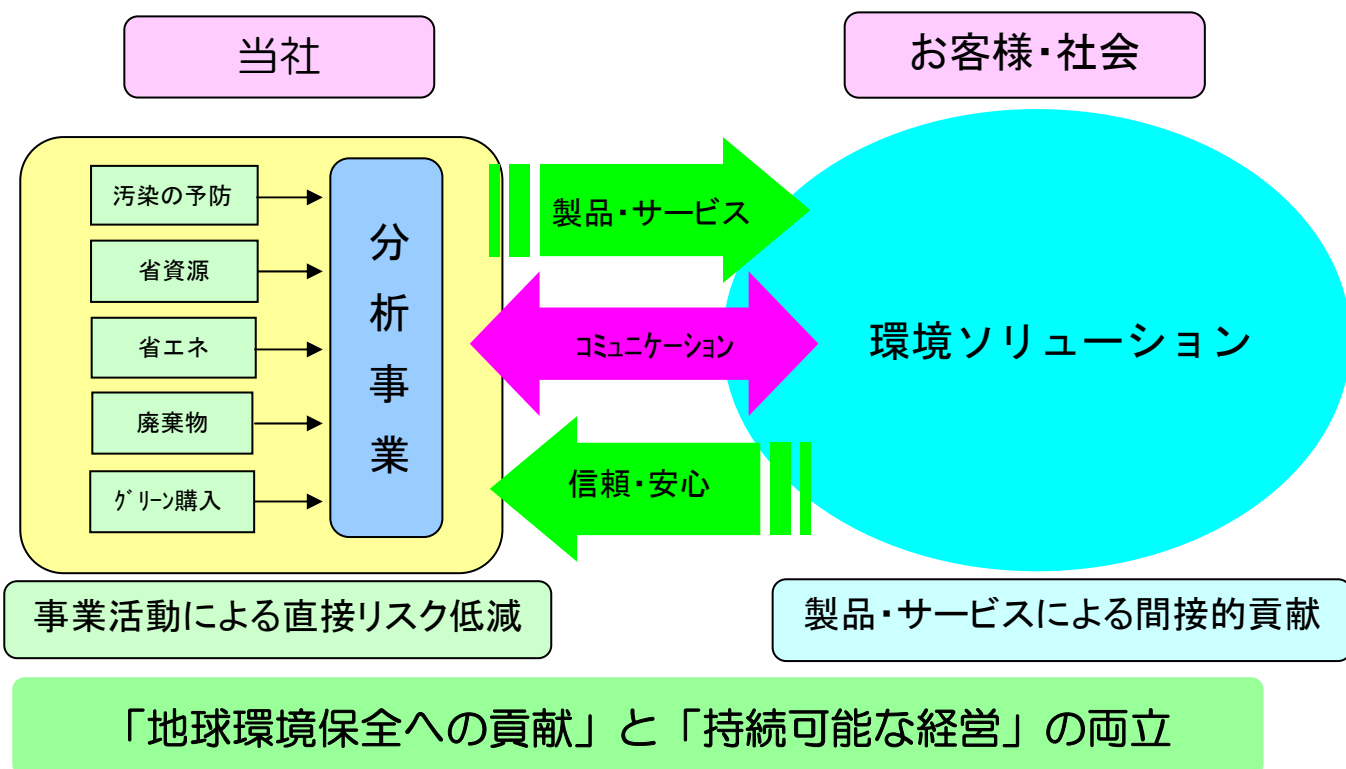 当社
お客様・社会
汚染の予防
省資源
省エネ
廃棄物
グリーン購入
分析事業
製品・サービス
コミュニケーション
信頼・安心
環境ソリューション
事業活動による直接リスク低減
製品・サービスによる間接的貢献
「地球環境保全への貢献」と「持続可能な経営」の両立